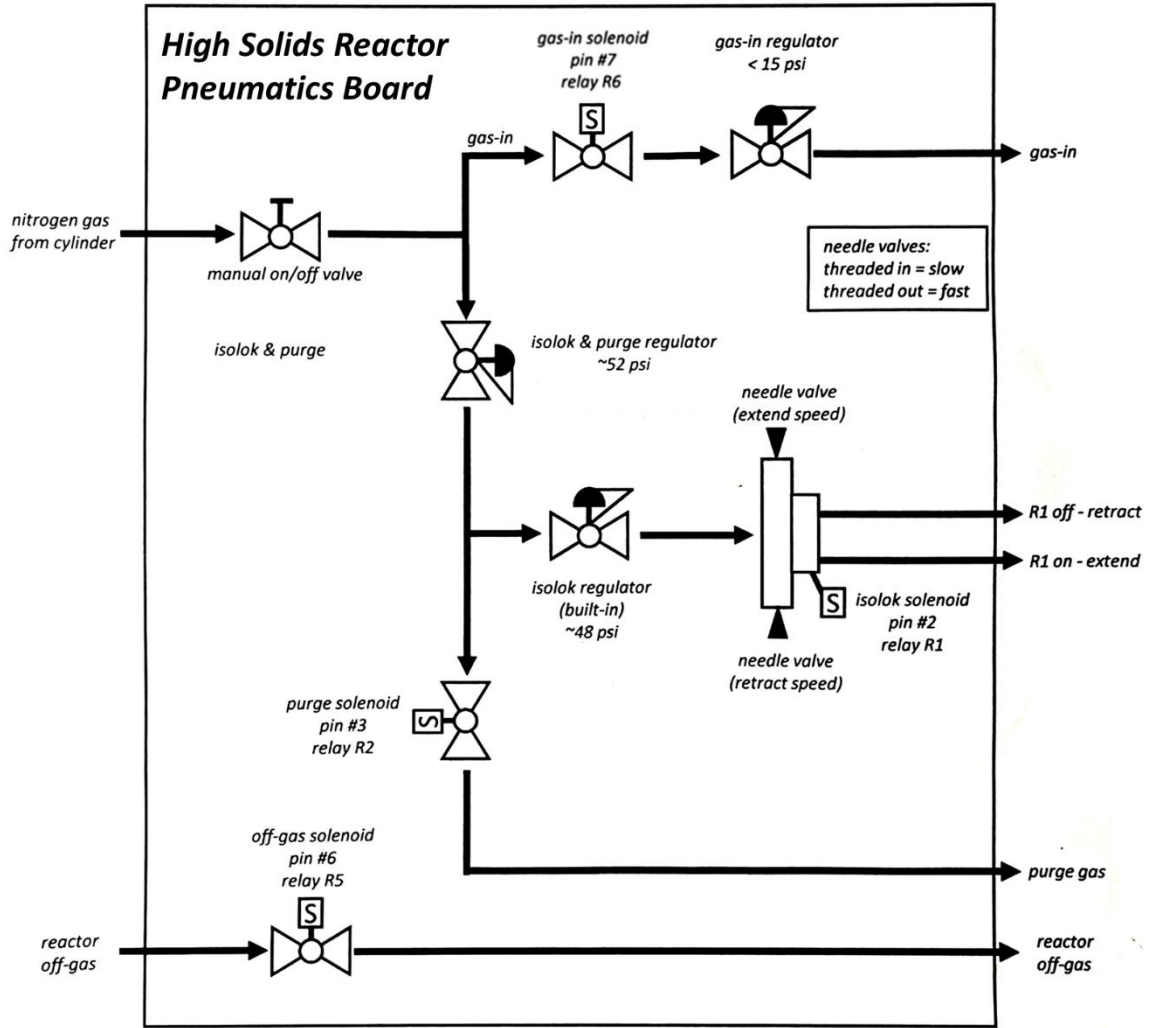 High Solids Reactor
Pneumatics Board
gas-in solenoid
pin #7
relay R6
S
gas-in regulator
< 15 psi
gas-in
gas-in
nitrogen gas
from cylinder
manual on/off valve
needle valves:
threaded in = slow
threaded out = fast
isolok & purge
isolok & purge regulator
~52 psi
needle valve
(extend speed)
R1 off - retract
R1 on - extend
isolok regulator
(built-in)
~48 psi
S
isolok solenoid
pin #2
relay R1
needle valve
(retract speed)
purge solenoid
pin #3
relay R2
S
off-gas solenoid
pin #6
relay R5
S
purge gas
reactor
off-gas
reactor
off-gas